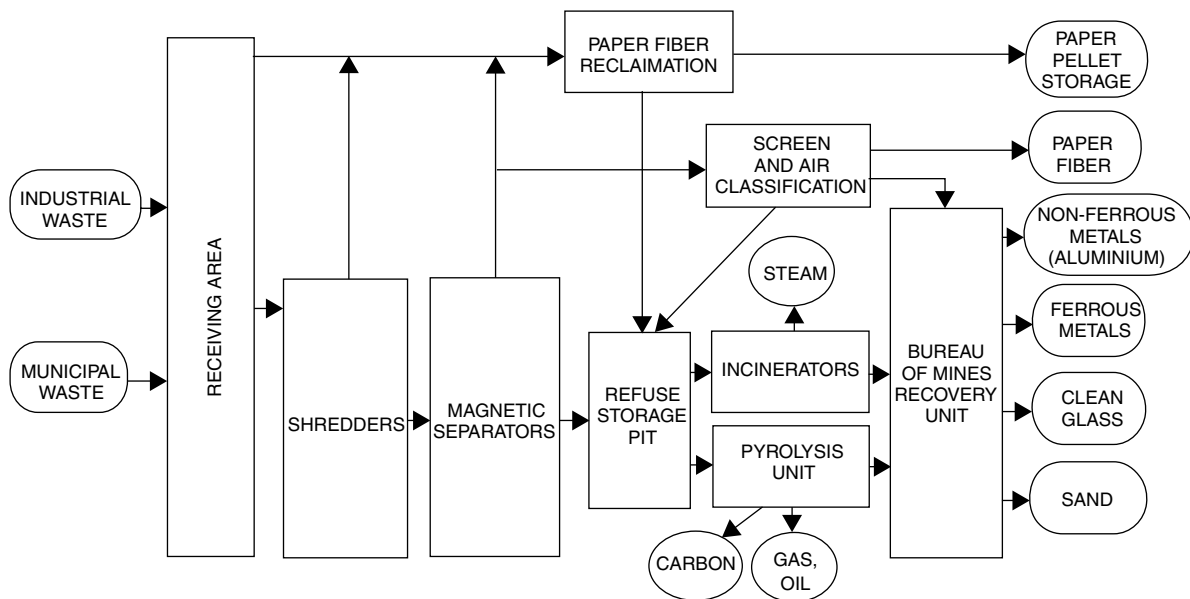 INDUSTRIAL
WASTE
MUNICIPAL
WASTE
RECEIVING AREA
SHREDDERS
MAGNETIC
SEPARATORS
PAPER FIBER
RECLAIMATION
SCREEN
AND AIR
CLASSIFICATION
STEAM
REFUSE
STORAGE
PIT
INCINERATORS
PYROLYSIS
UNIT
CARBON
GAS,
OIL
BUREAU
OF MINES
RECOVERY
UNIT
PAPER
PELLET
STORAGE
PAPER
FIBER
NON-FERROUS
METALS
(ALUMINIUM)
FERROUS
METALS
CLEAN
GLASS
SAND